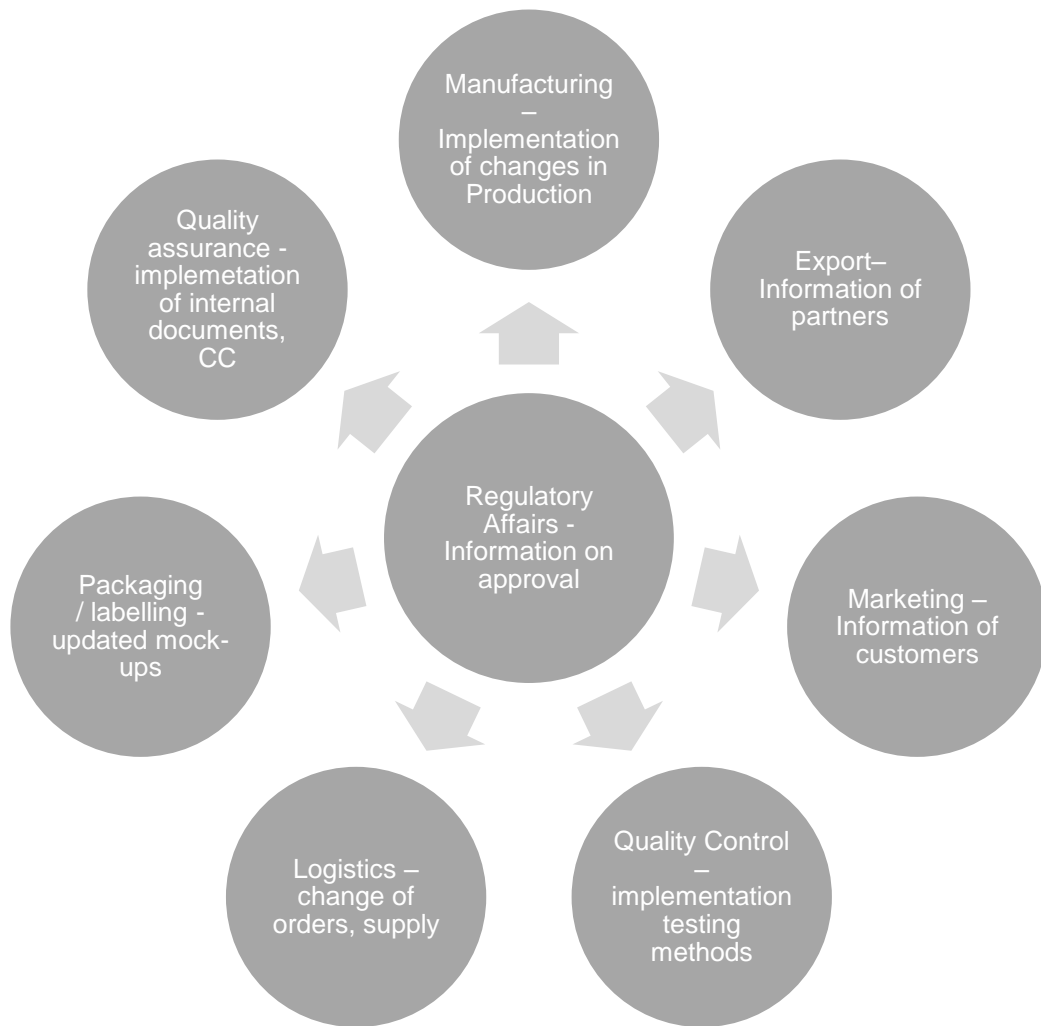 Manufacturing
–
Implementation
of changes in
Production
Export–
Information of
partners
Marketing –
Information of
customers
Quality Control
–
implementation
testing
methods
Logistics –
change of
orders, supply
Packaging
/ labelling -
updated mock-
ups
Quality
assurance -
implemetation
of internal
documents,
CC
Regulatory
Affairs -
Information on
approval